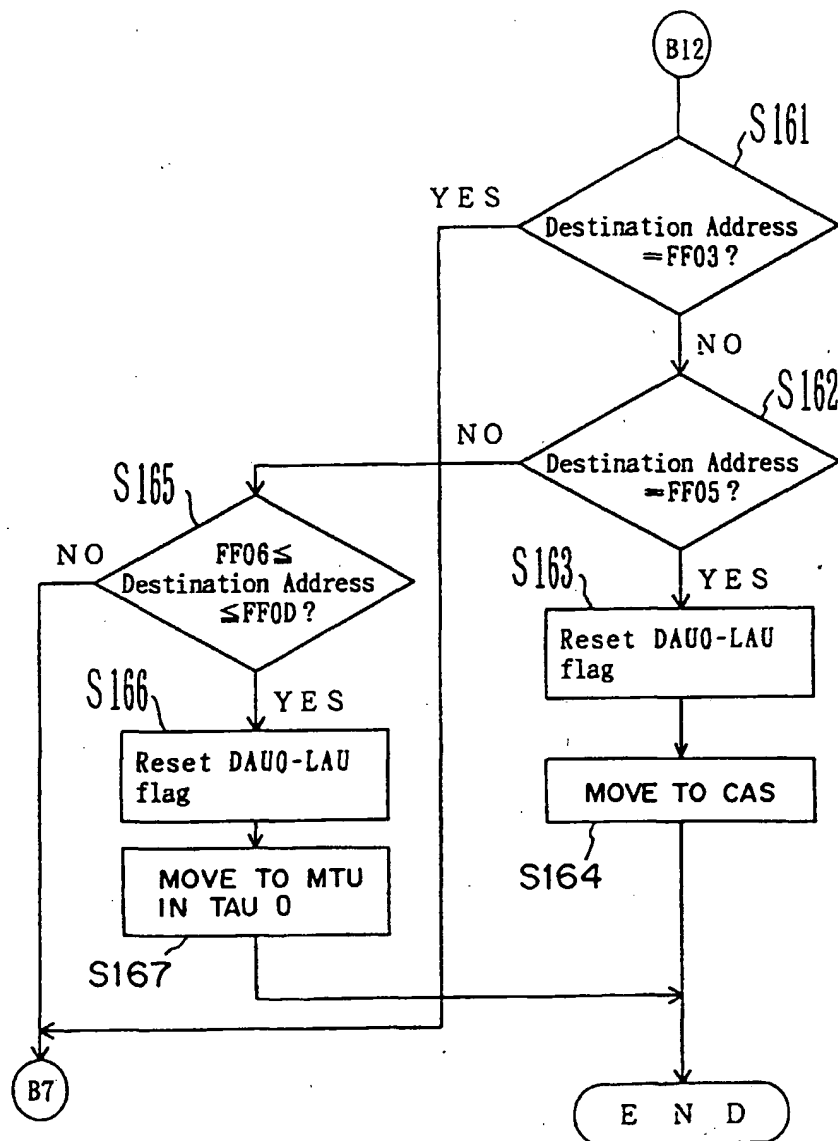 B12
S161
YES
Destination Address
=FF03?
NO
S162
NO
Destination Address
=FF05?
S165
NO
FF06≦
Destination Address
≦FF0D?
S163
YES
Reset DAU0-LAU
flag
S166
YES
Reset DAU0-LAU
flag
MOVE TO CAS
S164
MOVE TO MTU
IN TAU 0
S167
B7
END